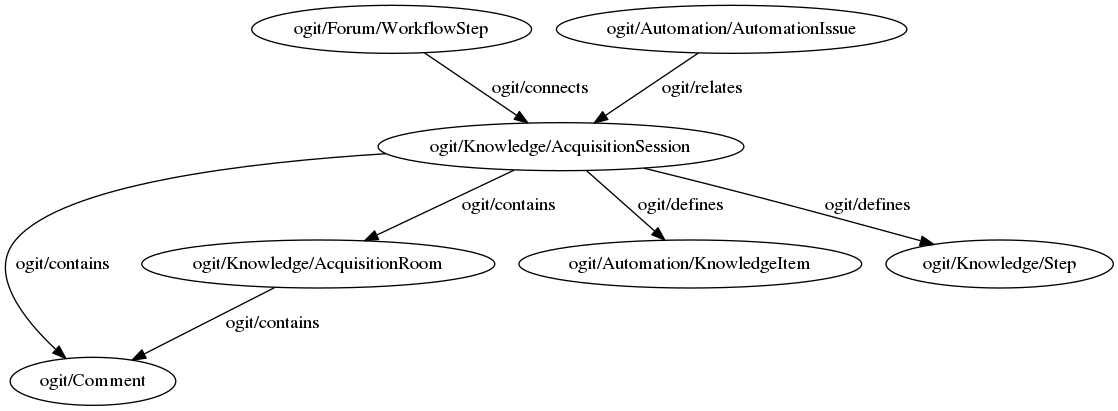 ogit/Forum/WorkflowStep
ogit/Automation/AutomationIssue
ogit/connects
ogit/relates
ogit/Knowledge/AcquisitionSession
ogit/contains
ogit/defines
ogit/defines
ogit/contains
ogit/Knowledge/AcquisitionRoom
ogit/Automation/KnowledgeItem
ogit/Knowledge/Step
ogit/contains
ogit/Comment